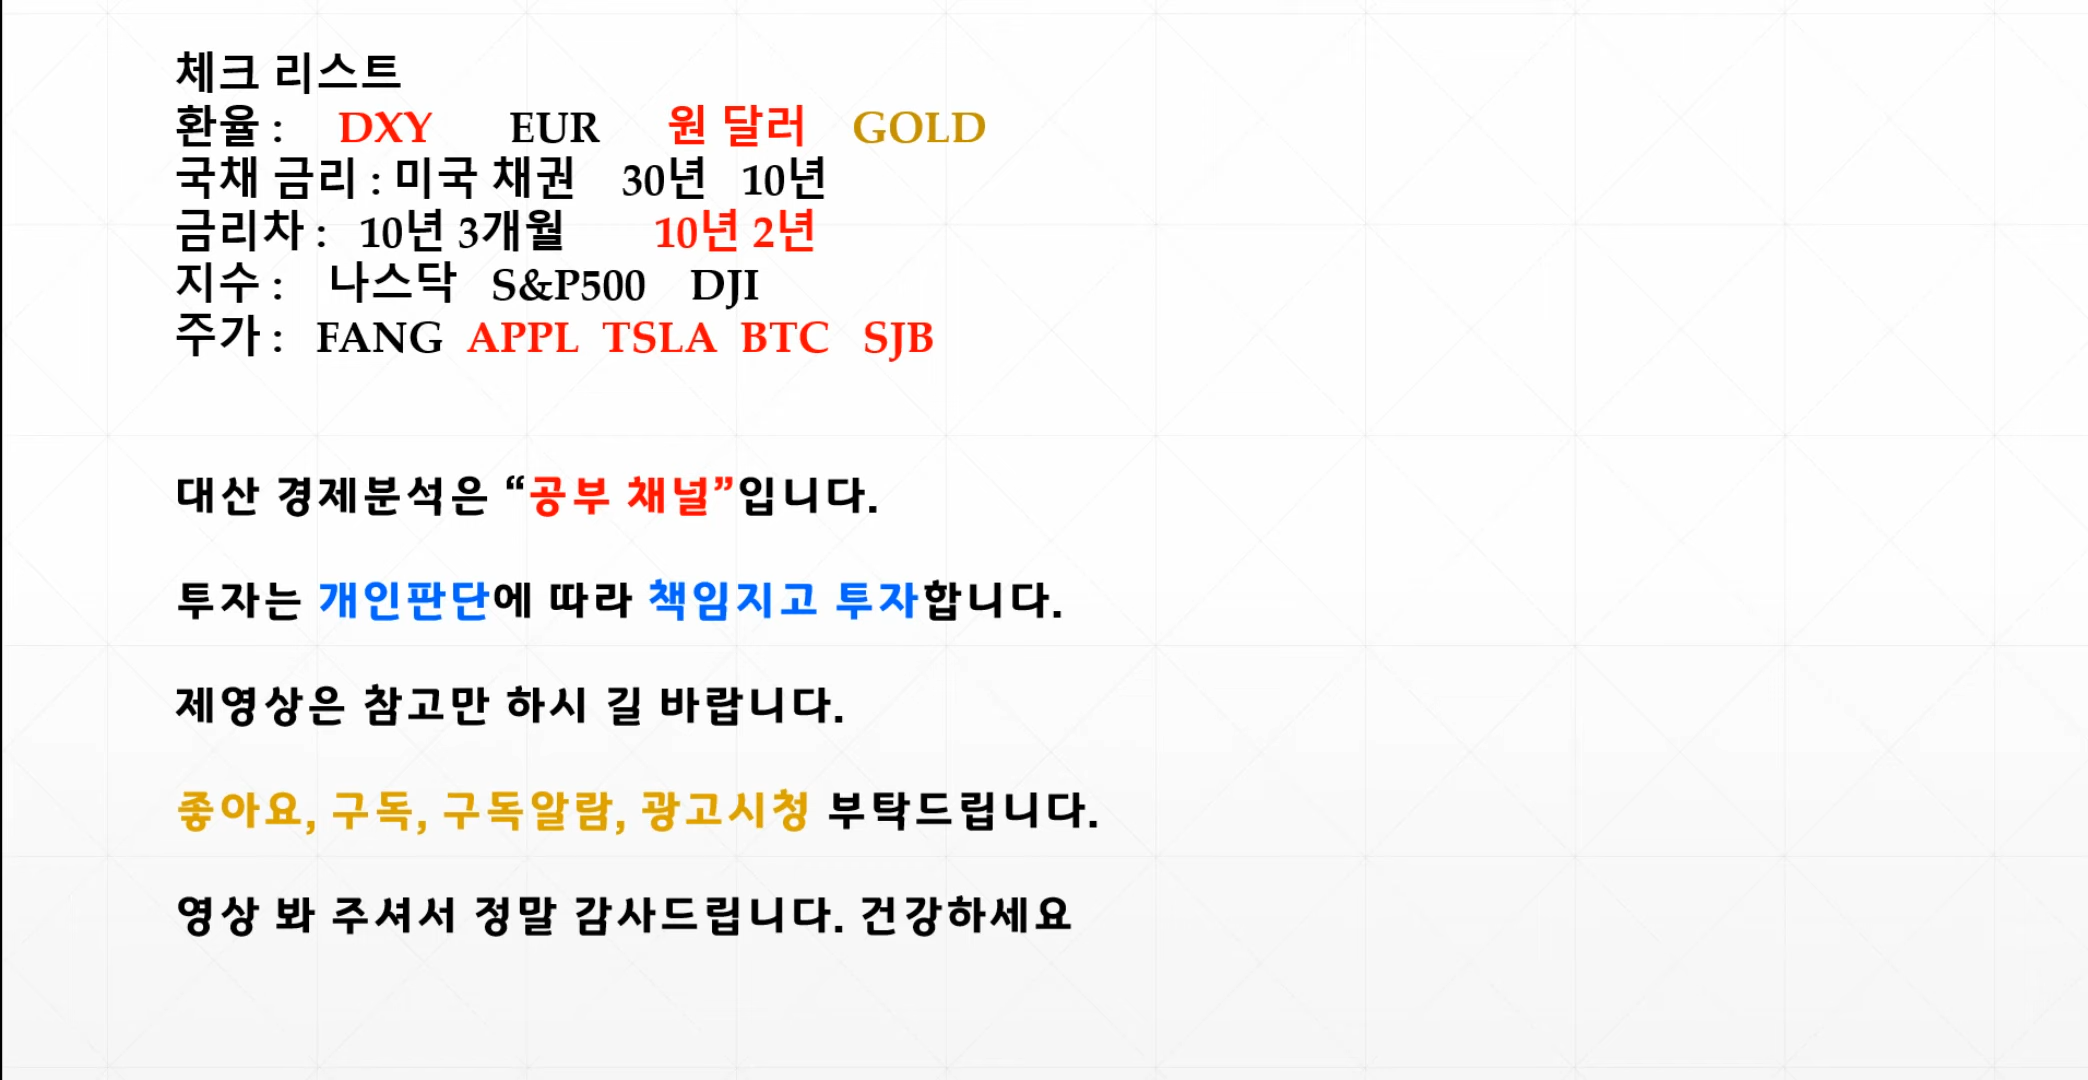 체크 리스트
환율 : DXY EUR 원 달러 GOLD
국채 금리 : 미국 채권 30년 10년
금리차 : 10년 3개월 10년 2년
지수 : 나스닥 S&P500 DJI
주가 : FANG APPL TSLA BTC SJB
대산 경제분석은 “공부 채널”입니다.
투자는 개인판단에 따라 책임지고 투자합니다.
제영상은 참고만 하시 길 바랍니다.
좋아요, 구독, 구독알람, 광고시청 부탁드립니다.
영상 봐 주셔서 정말 감사드립니다. 건강하세요